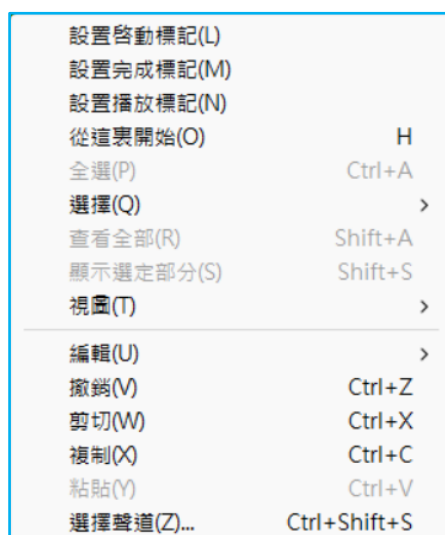 設置啓動標記(L)
設置完成標記(M)
設置播放標記(N)
從這裏開始(O) H
全選(P) Ctrl+A
選擇(Q)
查看全部(R) Shift+A
顯示選定部分(S) Shift+S
視圖(T)
編輯(U)
撤銷(V) Ctrl+Z
剪切(W) Ctrl+X
複制(X) Ctrl+C
粘貼(Y) Ctrl+V
選擇聲道(Z)... Ctrl+Shift+S